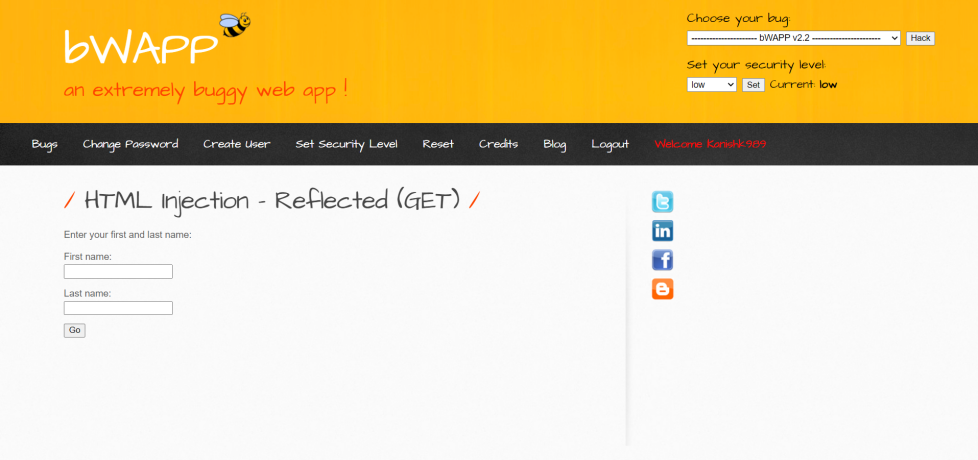 bWAPP
an extremely buggy web app !
Choose your bug:
---------------------- bWAPP v2.2 ----------------------- Hack
Set your security level:
low Set Current: low
Bugs Change Password Create User Set Security Level Reset Credits Blog Logout Welcome Kanishk989
/ HTML Injection - Reflected (GET) /
Enter your first and last name:
First name:
Last name:
Go